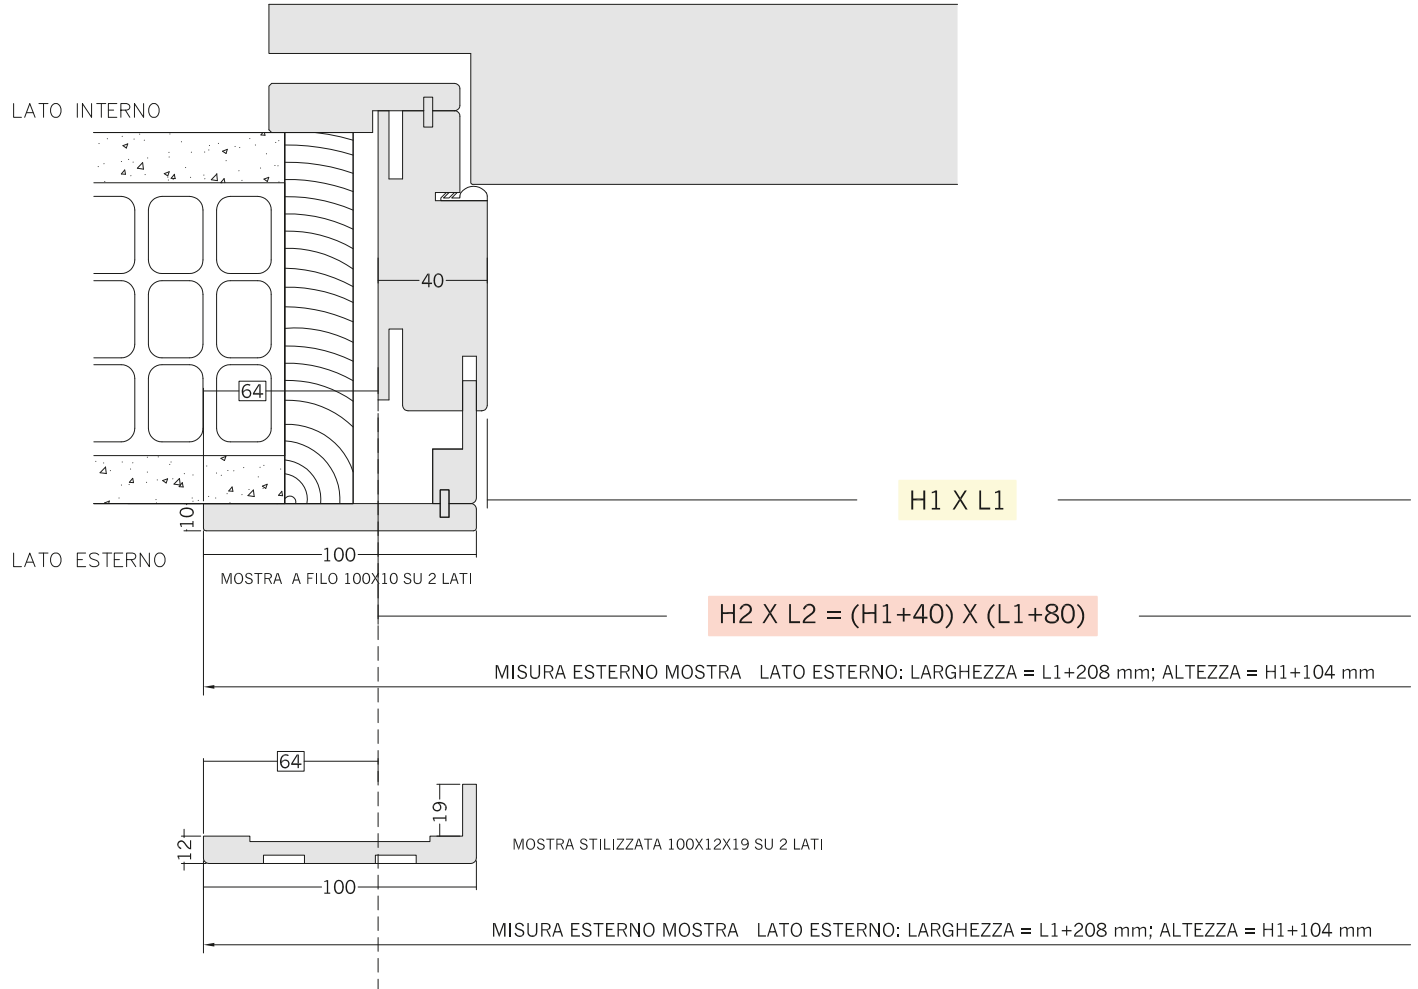 LATO INTERNO
40
64
H1 X L1
10
100
LATO ESTERNO
MOSTRA A FILO 100X10 SU 2 LATI
H2 X L2 = (H1+40) X (L1+80)
MISURA ESTERNO MOSTRA LATO ESTERNO: LARGHEZZA = L1+208 mm; ALTEZZA = H1+104 mm
64
19
12
MOSTRA STILIZZATA 100X12X19 SU 2 LATI
100
MISURA ESTERNO MOSTRA LATO ESTERNO: LARGHEZZA = L1+208 mm; ALTEZZA = H1+104 mm